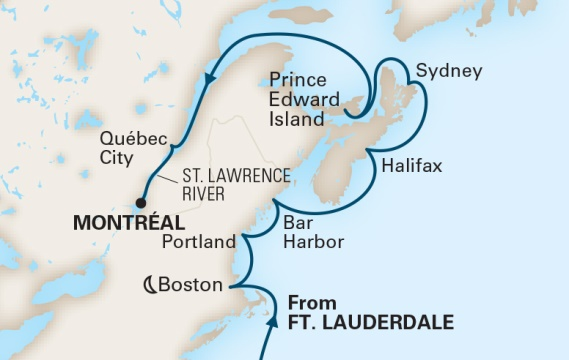 Prince
Edward
Island
Sydney
Québec
City
Halifax
ST. LAWRENCE
RIVER
MONTRÉAL
Portland
Bar
Harbor
Boston
From
FT. LAUDERDALE